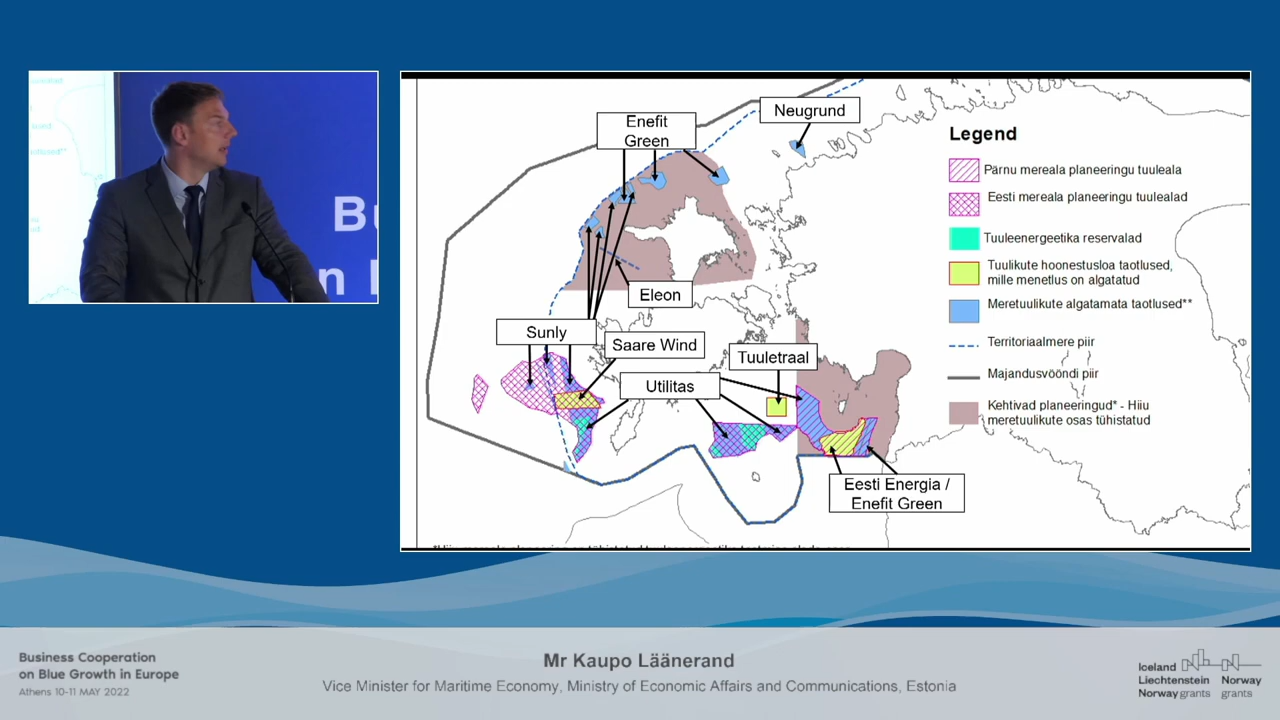 Enefit
Green
Neugrund
Eleon
Sunly
Saare Wind
Tuuletraal
Utilitas
Eesti Energia /
Enefit Green
Legend
Pärnu mereala planeeringu tuuleala
Eesti mereala planeeringu tuulealad
Tuuleenergeetika reservalad
Tuulikute hoonestusloa taotlused,
mille menetlus on algatatud
Meretuulikute algatamata taotlused**
Territoriaalmere piir
Majandusvööndi piir
Kehtivad planeeringud* - Hiiu
meretuulikute osas tühistatud
Business Cooperation
on Blue Growth in Europe
Athens 10-11 MAY 2022
Mr Kaupo Läänerand
Vice Minister for Maritime Economy, Ministry of Economic Affairs and Communications, Estonia
Iceland
Liechtenstein
Norway grants
Norway
grants